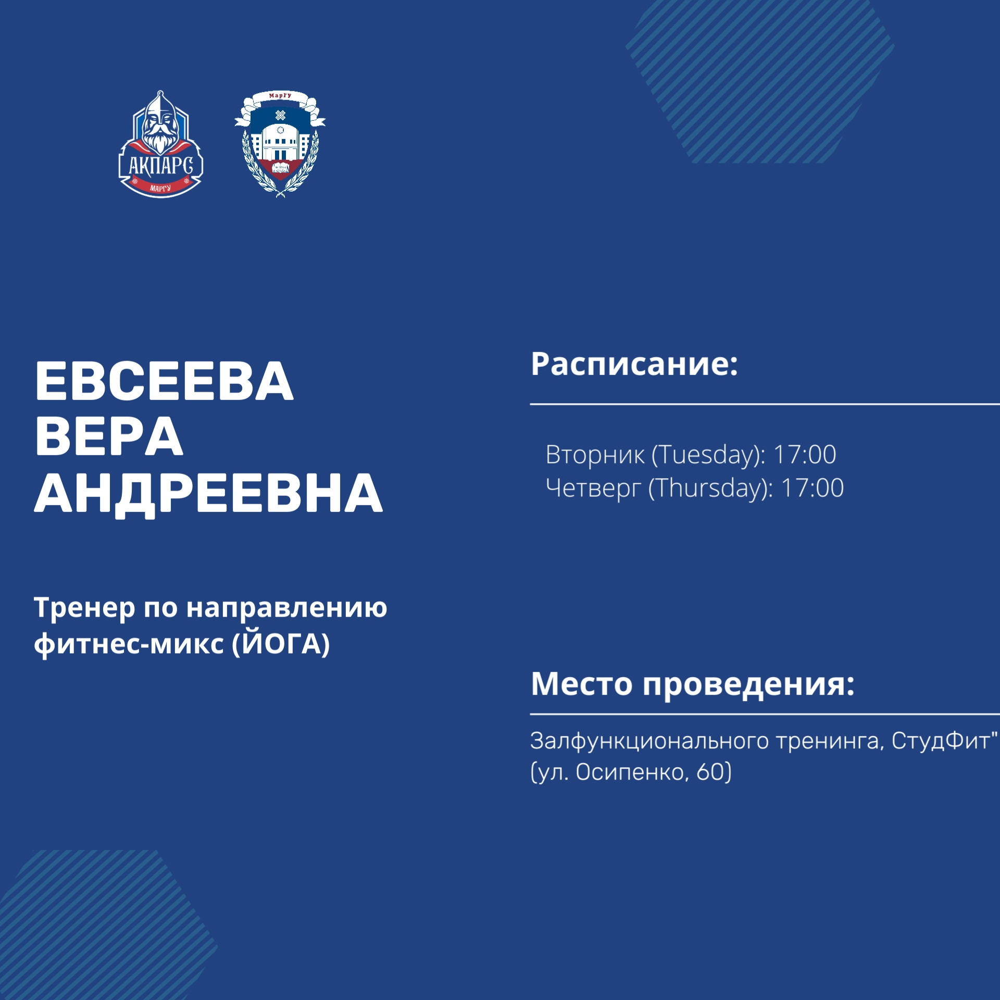 АКПАРС
МАРГУ
МарГУ
ЕВСЕЕВА
ВЕРА
АНДРЕЕВНА
Тренер по направлению
фитнес-микс (ЙОГА)
Расписание:
Вторник (Tuesday): 17:00
Четверг (Thursday): 17:00
Место проведения:
Залфункционального тренинга, СтудФит"
(ул. Осипенко, 60)